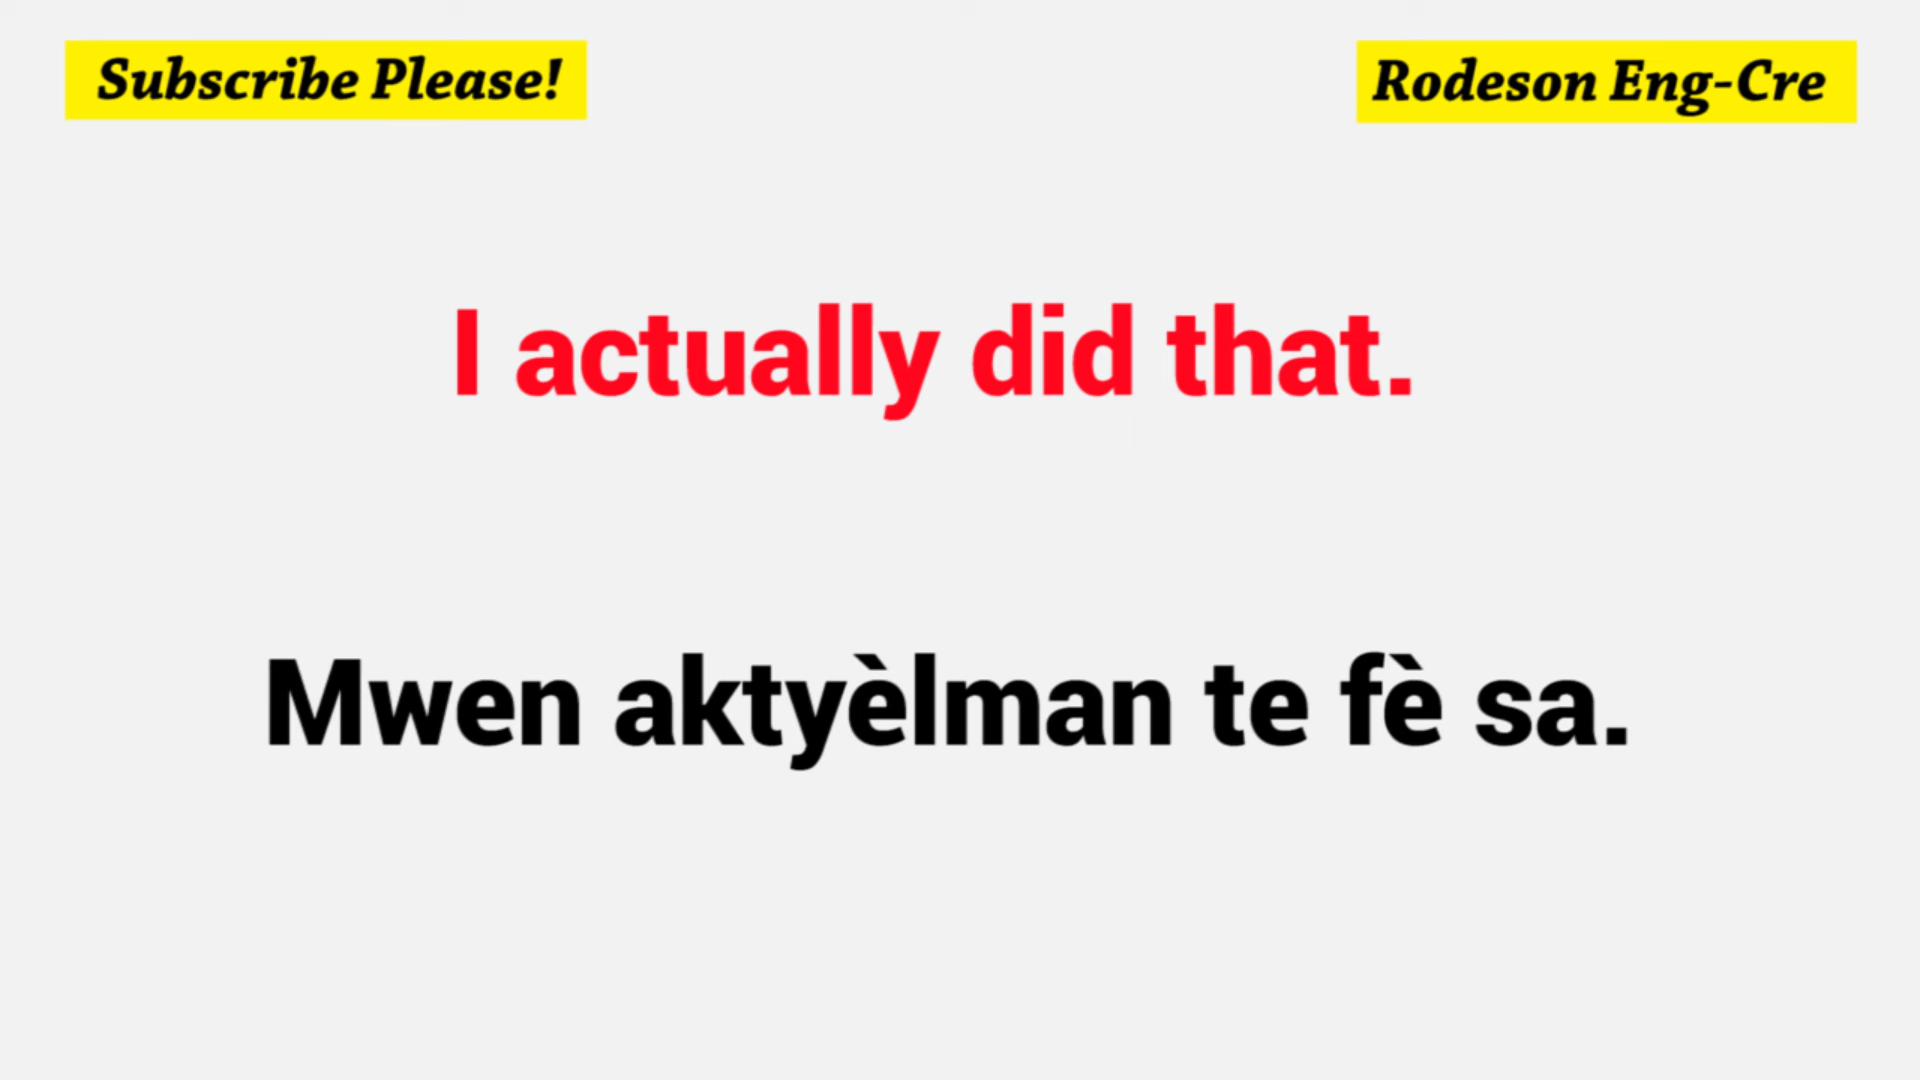 Subscribe Please!
Rodeson Eng-Cre
I actually did that.
Mwen aktyèlman te fè sa.